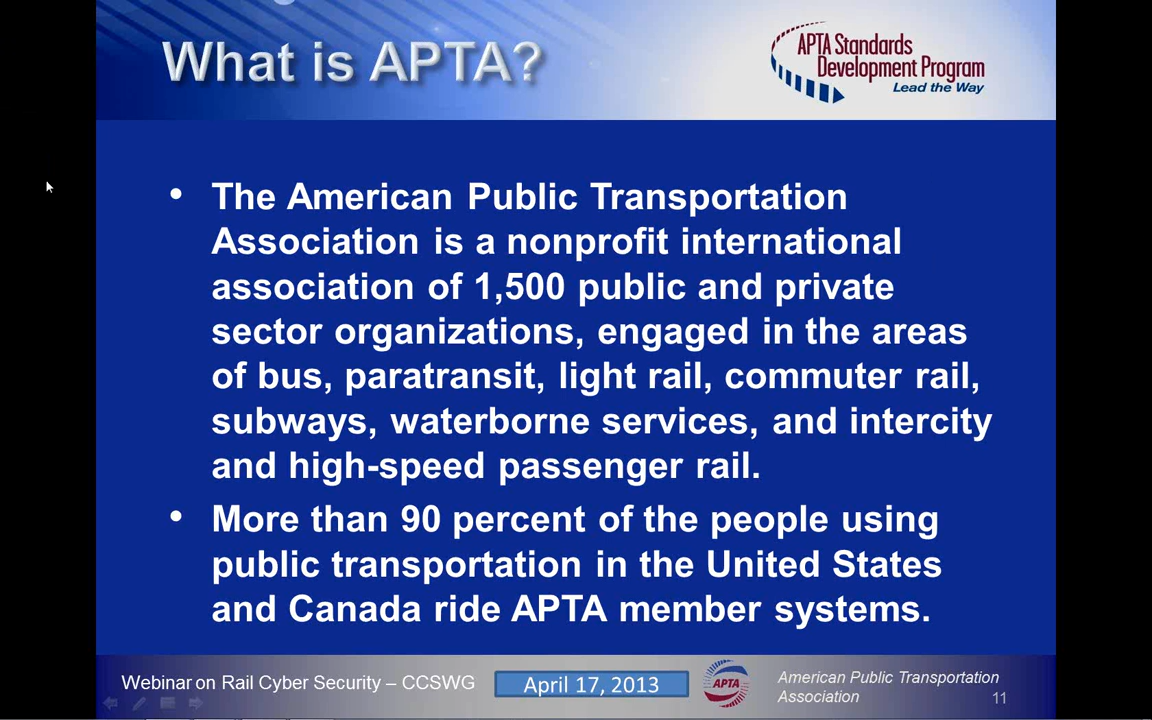 What is APTA?
APTA Standards
Development Program
Lead the Way
• The American Public Transportation
Association is a nonprofit international
association of 1,500 public and private
sector organizations, engaged in the areas
of bus, paratransit, light rail, commuter rail,
subways, waterborne services, and intercity
and high-speed passenger rail.
• More than 90 percent of the people using
public transportation in the United States
and Canada ride APTA member systems.
Webinar on Rail Cyber Security – CCSWG
April 17, 2013
APTA
American Public Transportation
Association
11